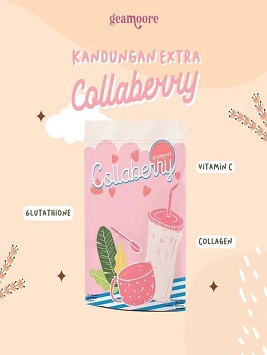 geamoore
KANDUNGAN EXTRA
Collaberry
Collaberry
VITAMIN C
GLUTATHIONE
COLLAGEN